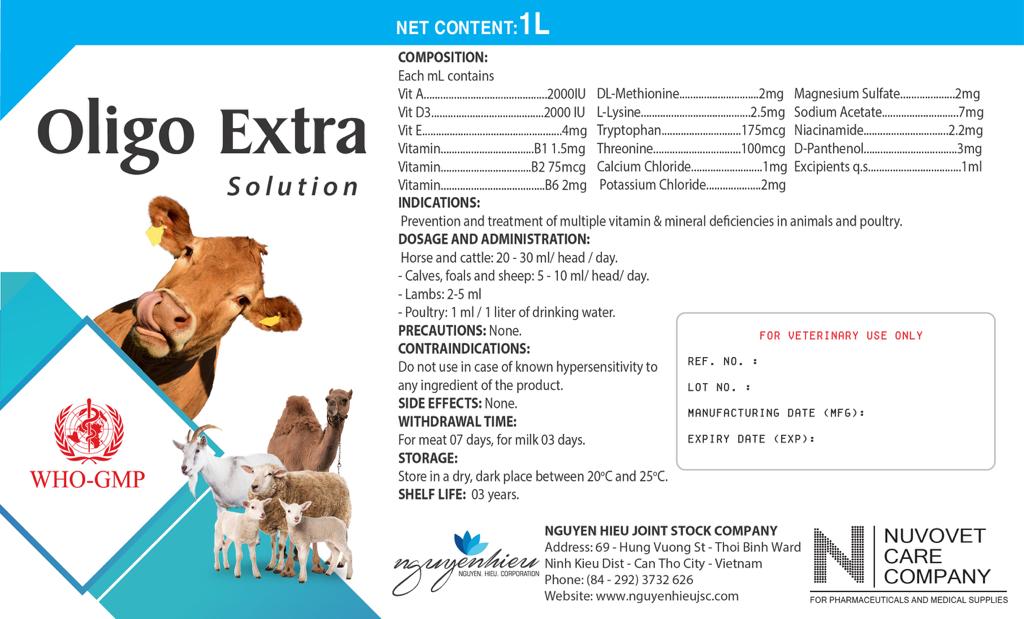 NET CONTENT:1L
Oligo Extra
Solution
WHO-GMP
COMPOSITION:
Each mL contains
Vit A.......................................2000IU
Vit D3.....................................2000 IU
Vit E............................................4mg
Vitamin.............................B1 1.5mg
Vitamin............................B2 75mcg
Vitamin................................B6 2mg
DL-Methionine........................2mg
L-Lysine.................................2.5mg
Tryptophan........................175mcg
Threonine..........................100mcg
Calcium Chloride......................1mg
Potassium Chloride....................2mg
Magnesium Sulfate.................2mg
Sodium Acetate.......................7mg
Niacinamide.........................2.2mg
D-Panthenol............................3mg
Excipients q.s............................1ml
INDICATIONS:
Prevention and treatment of multiple vitamin & mineral deficiencies in animals and poultry.
DOSAGE AND ADMINISTRATION:
Horse and cattle: 20 - 30 ml/ head / day.
- Calves, foals and sheep: 5 - 10 ml/ head/ day.
- Lambs: 2-5 ml
- Poultry: 1 ml / 1 liter of drinking water.
PRECAUTIONS: None.
CONTRAINDICATIONS:
Do not use in case of known hypersensitivity to
any ingredient of the product.
SIDE EFFECTS: None.
WITHDRAWAL TIME:
For meat 07 days, for milk 03 days.
STORAGE:
Store in a dry, dark place between 20ºC and 25ºC.
SHELF LIFE: 03 years.
FOR VETERINARY USE ONLY
REF. NO. :
LOT NO. :
MANUFACTURING DATE (MFG):
EXPIRY DATE (EXP):
nguyenhieu
NGUYEN. HIEU. CORPORATION
NGUYEN HIEU JOINT STOCK COMPANY
Address: 69 - Hung Vuong St - Thoi Binh Ward
Ninh Kieu Dist - Can Tho City - Vietnam
Phone: (84 - 292) 3732 626
Website: www.nguyenhieujsc.com
N
NUVOVET
CARE
COMPANY
FOR PHARMACEUTICALS AND MEDICAL SUPPLIES